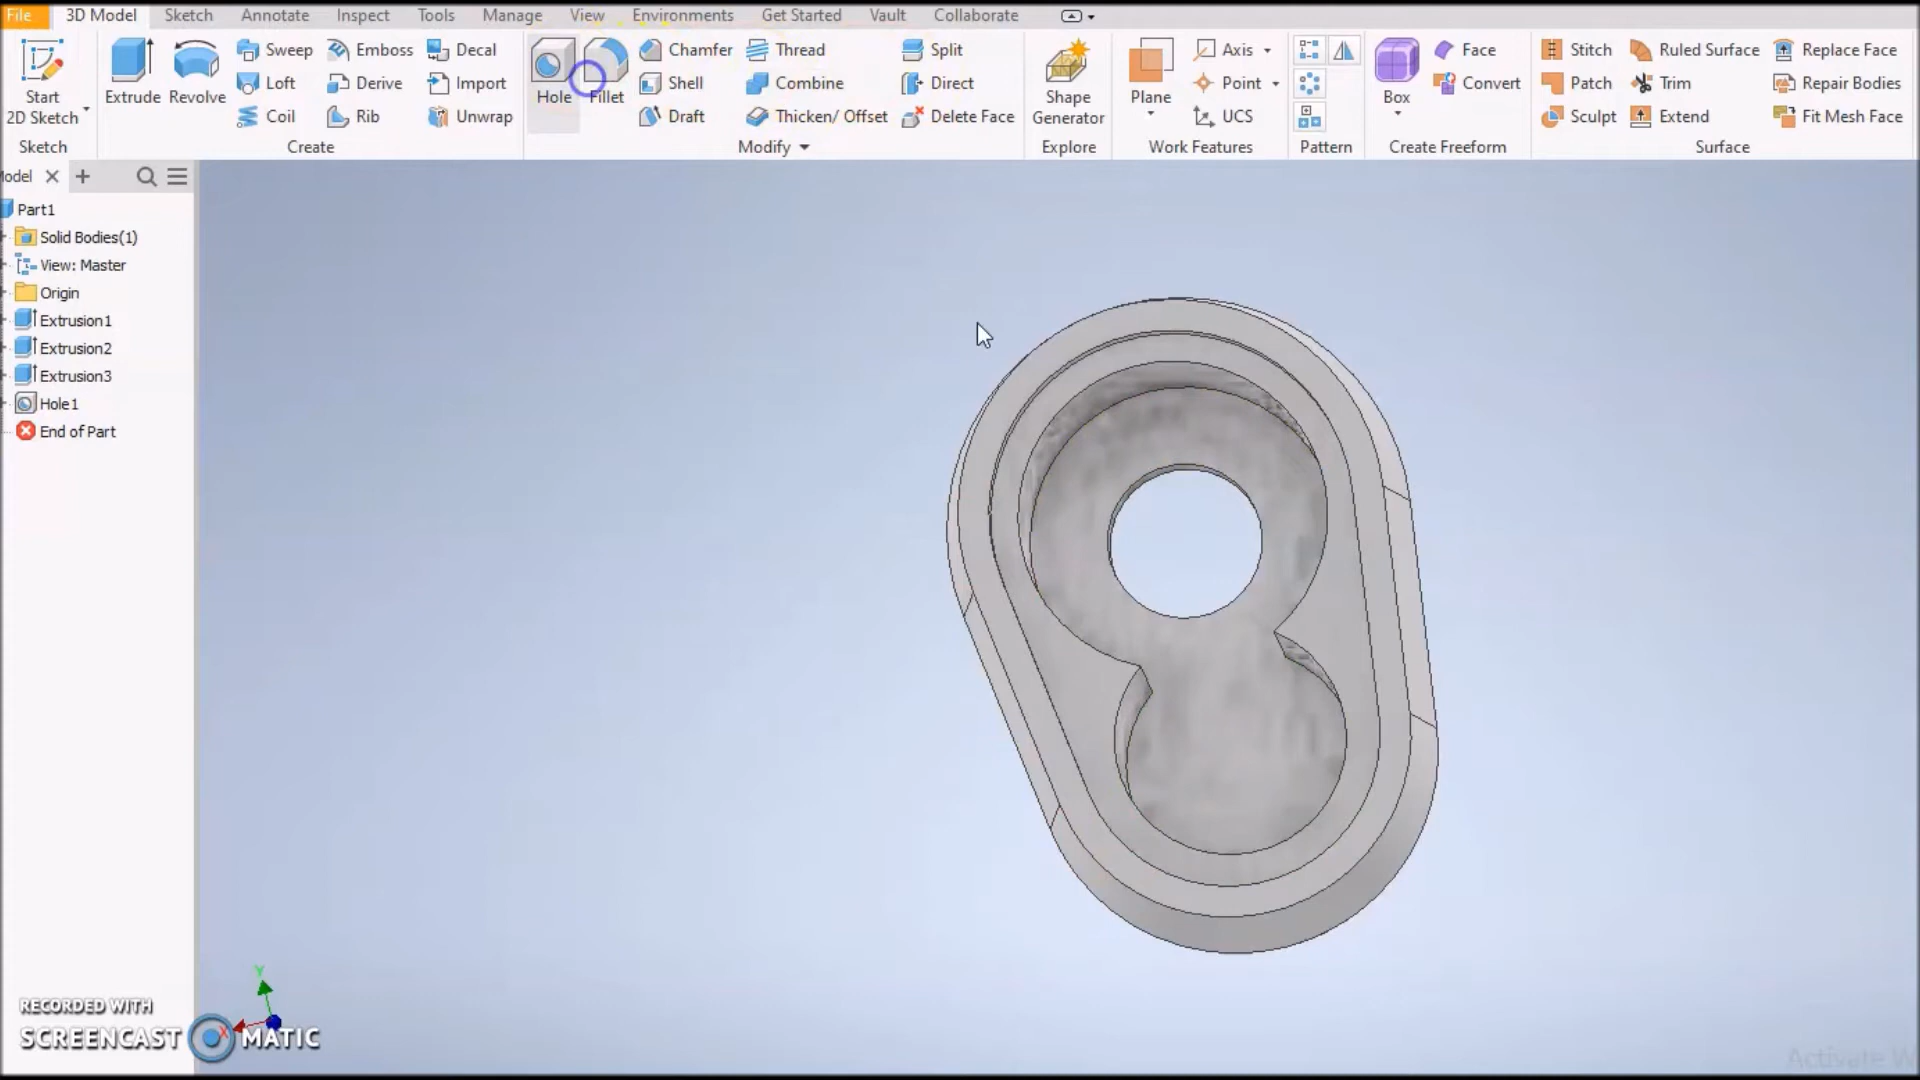 File 3D Model Sketch Annotate Inspect Tools Manage View Environments Get Started Vault Collaborate
Start
2D Sketch
Sketch
Extrude Revolve
Sweep Emboss Decal
Loft Derive Import
Coil Rib Unwrap
Create
Hole Fillet
Chamfer Thread Split
Shell Combine Direct
Draft Thicken/ Offset Delete Face
Modify
Shape
Generator
Explore
Plane
Axis
Point
UCS
Work Features
Pattern
Box
Face
Convert
Create Freeform
Stitch Ruled Surface Replace Face
Patch Trim Repair Bodies
Sculpt Extend Fit Mesh Face
Surface
odel
Part1
Solid Bodies(1)
View: Master
Origin
Extrusion1
Extrusion2
Extrusion3
Hole1
End of Part
Y
X
RECORDED WITH
SCREENCAST MATIC
Activate W